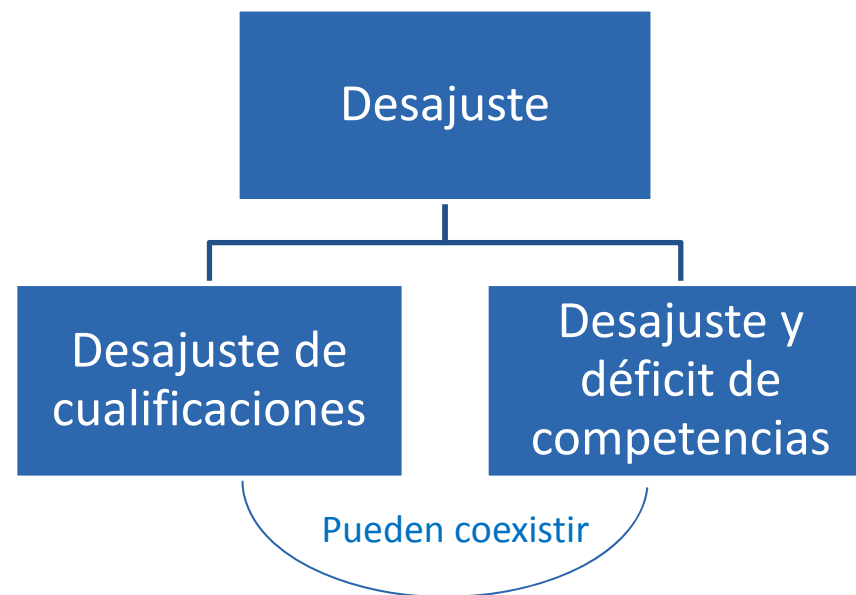 Desajuste
Desajuste de
cualificaciones
Desajuste y
déficit de
competencias
Pueden coexistir